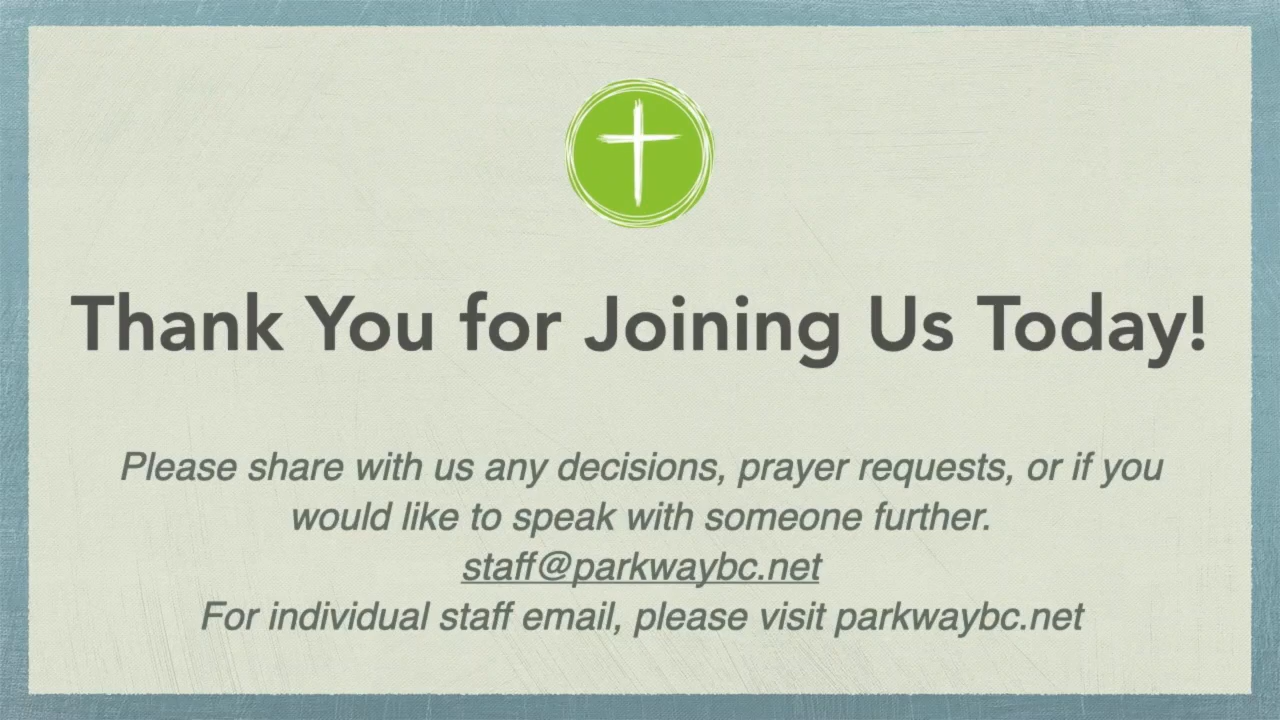 Thank You for Joining Us Today!
Please share with us any decisions, prayer requests, or if you
would like to speak with someone further.
staff@parkwaybc.net
For individual staff email, please visit parkwaybc.net